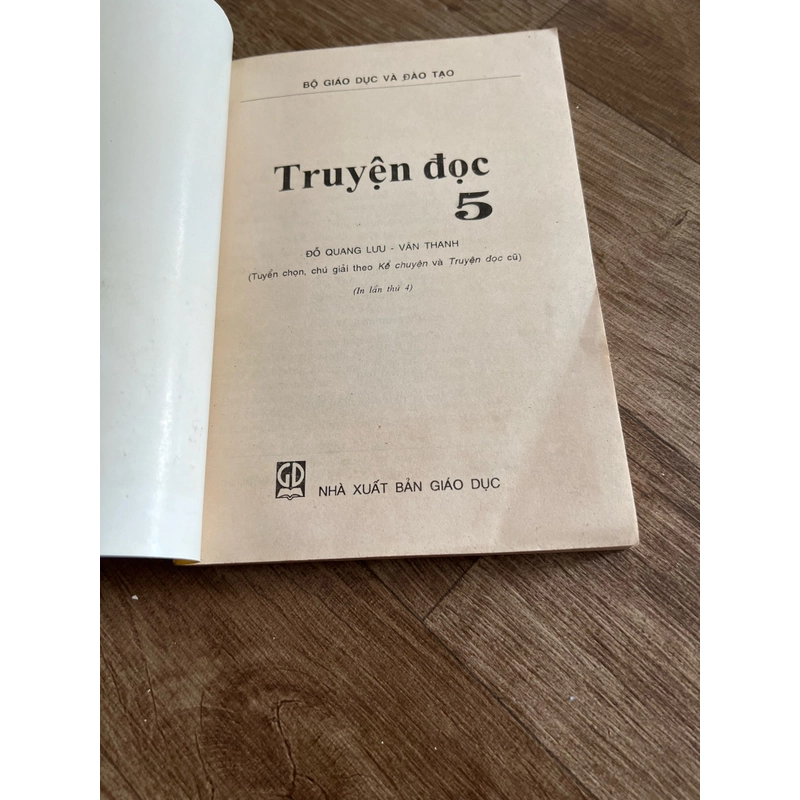 BỘ GIÁO DỤC VÀ ĐÀO TẠO
Truyện đọc
5
ĐỖ QUANG LƯU - VÂN THANH
(Tuyển chọn, chú giải theo Kể chuyện và Truyện đọc cũ)
(In lần thứ 4)
GD
NHÀ XUẤT BẢN GIÁO DỤC